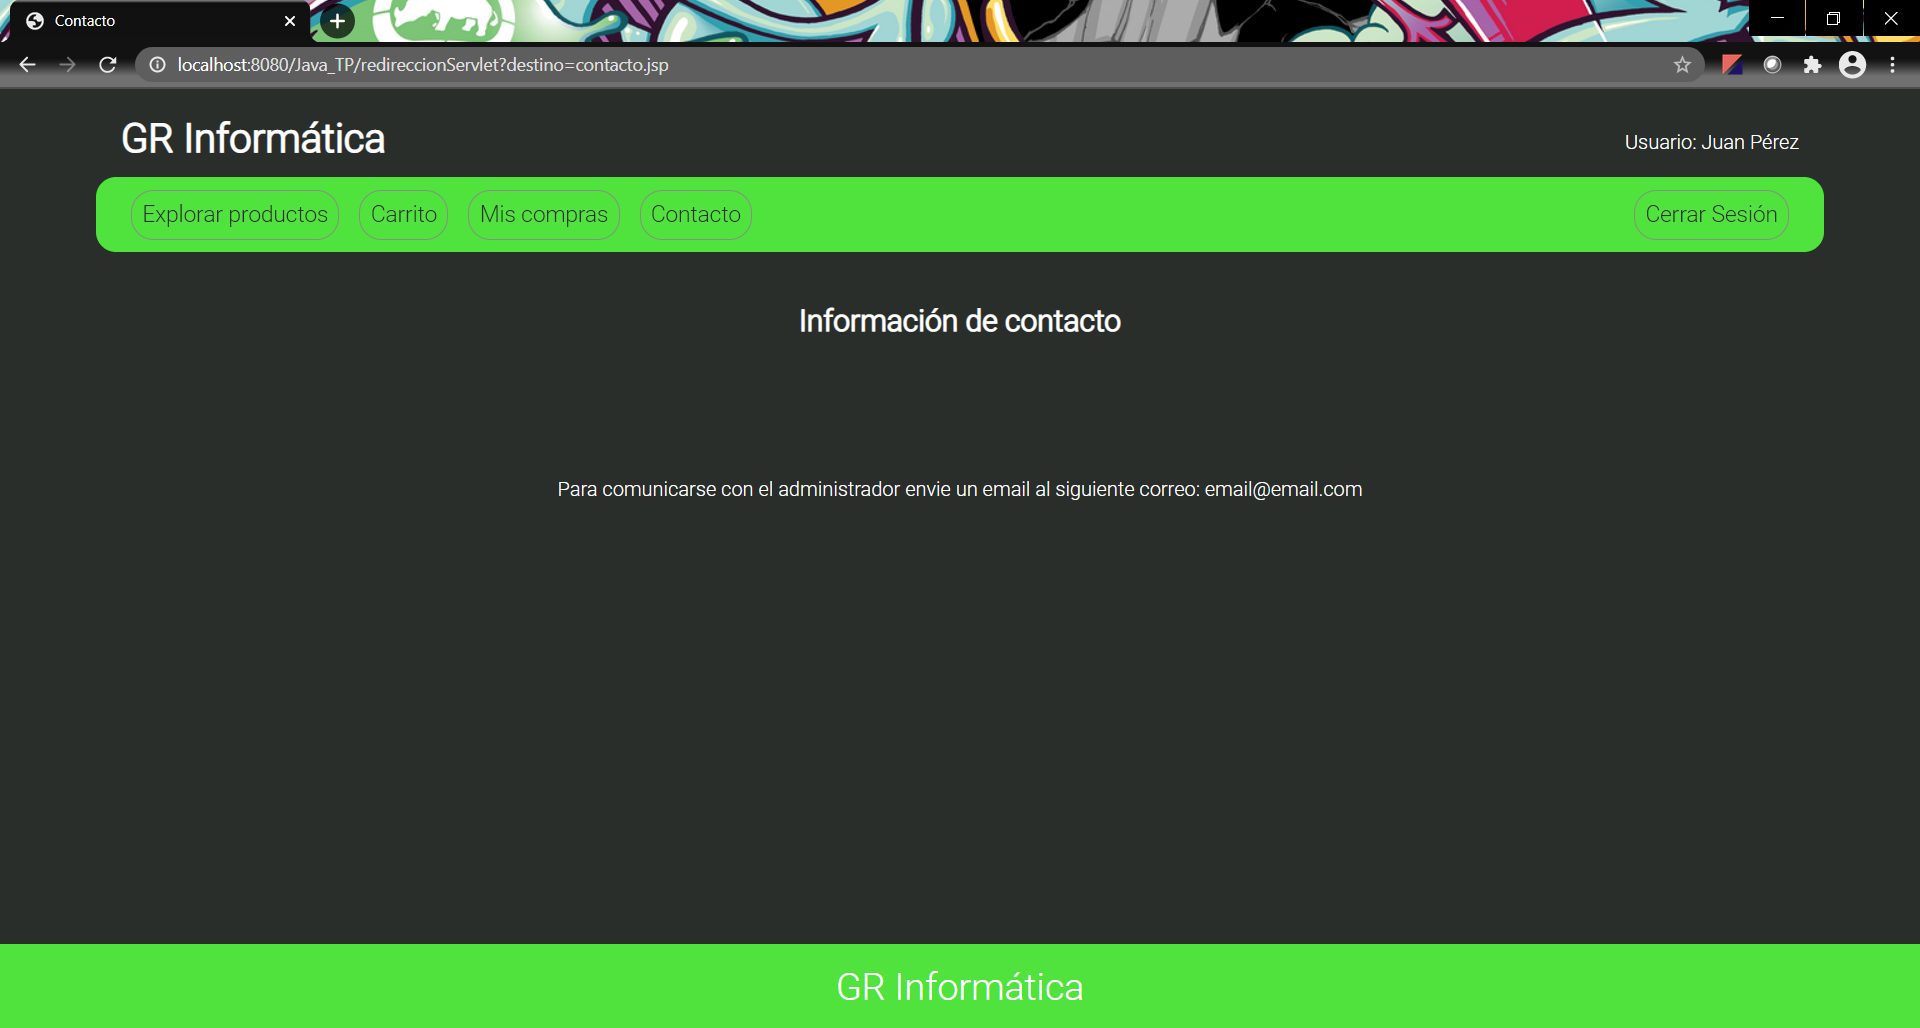 Contacto
localhost:8080/Java_TP/redireccionServlet?destino=contacto.jsp
GR Informática
Usuario: Juan Pérez
Explorar productos Carrito Mis compras Contacto Cerrar Sesión
Información de contacto
Para comunicarse con el administrador envie un email al siguiente correo: email@email.com
GR Informática